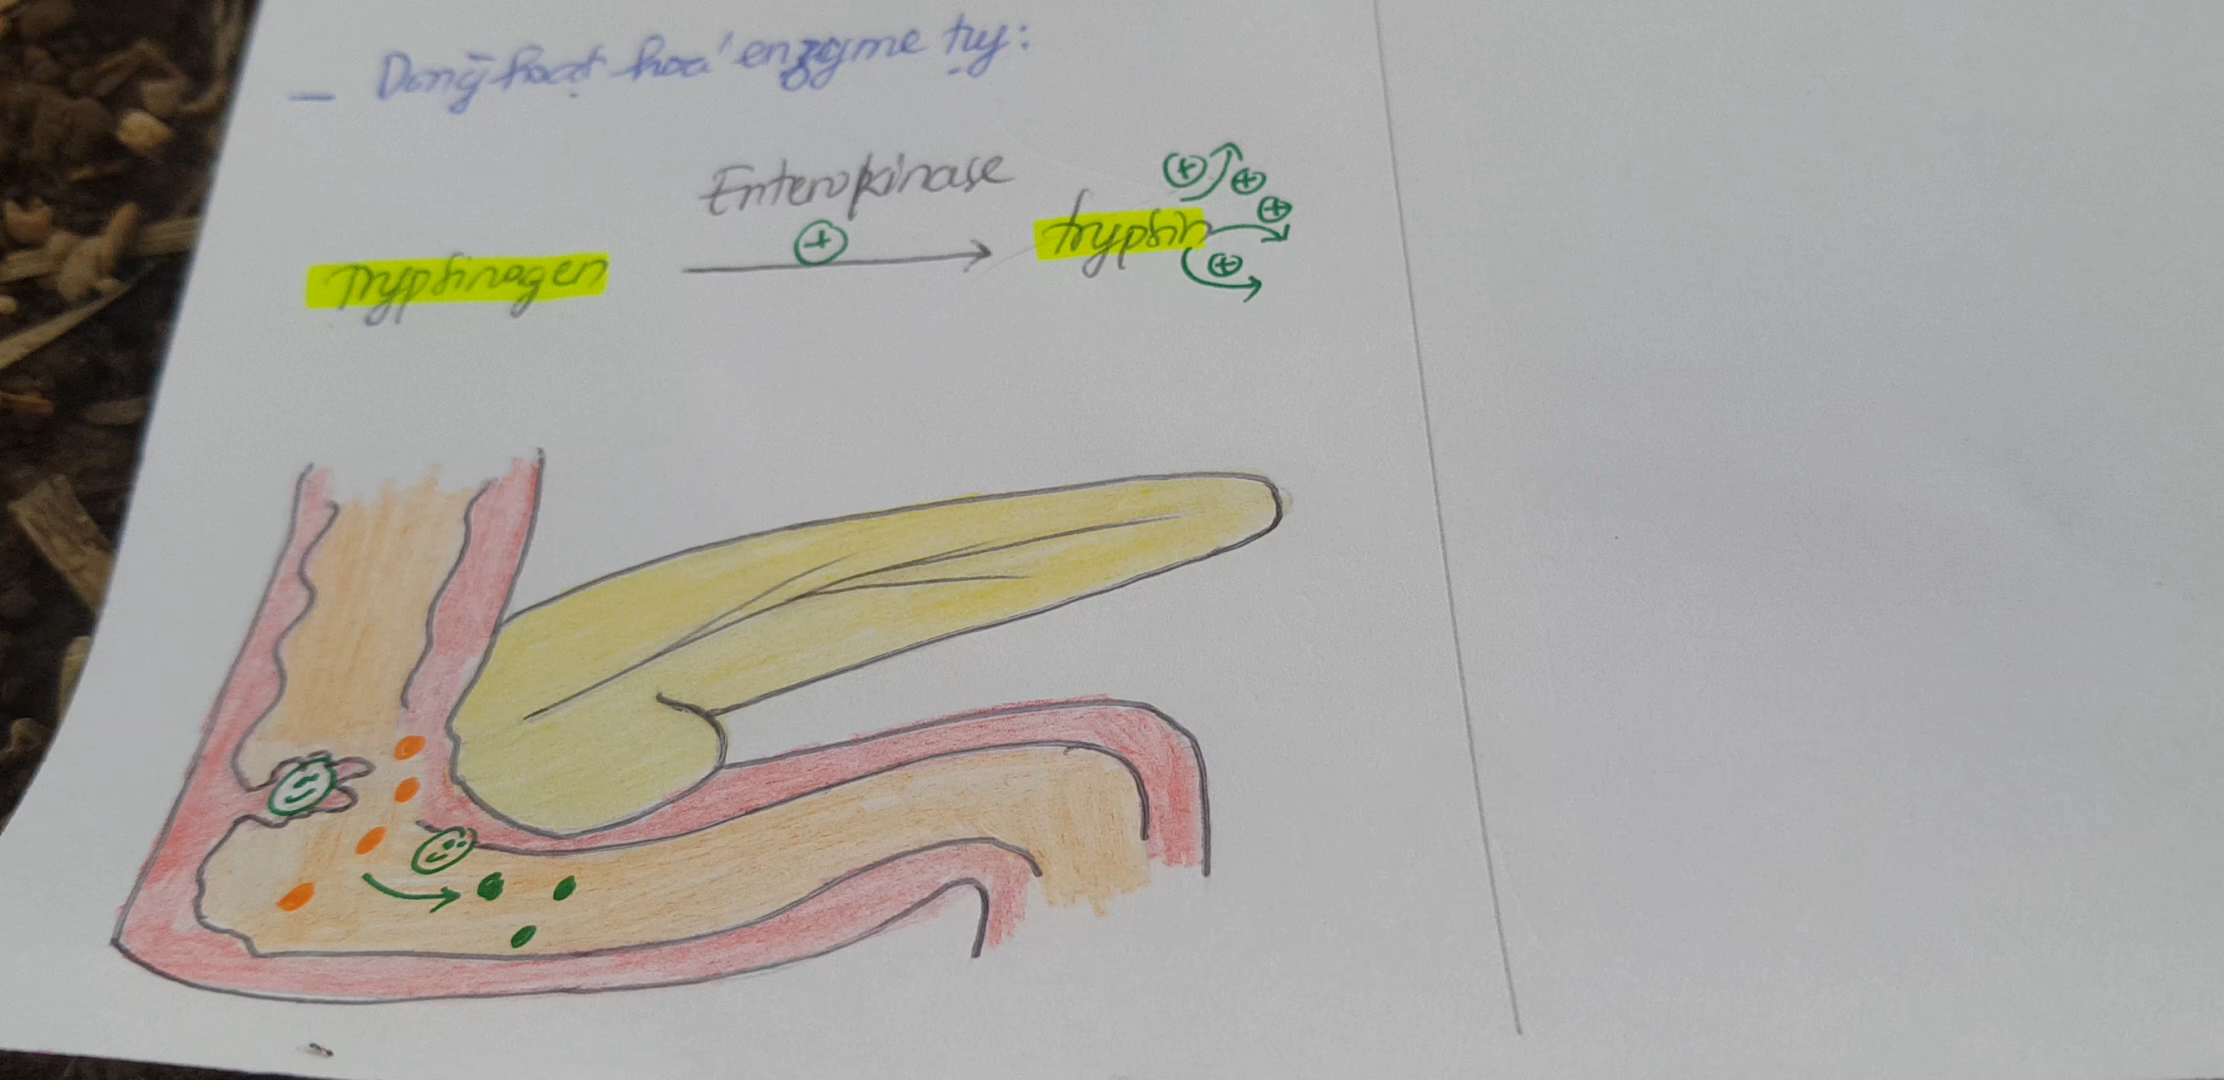 — Dòng hoạt hoá enzyme tụy:
Enterokinase
+
Trypsinogen
trypsin
+ +
+
+